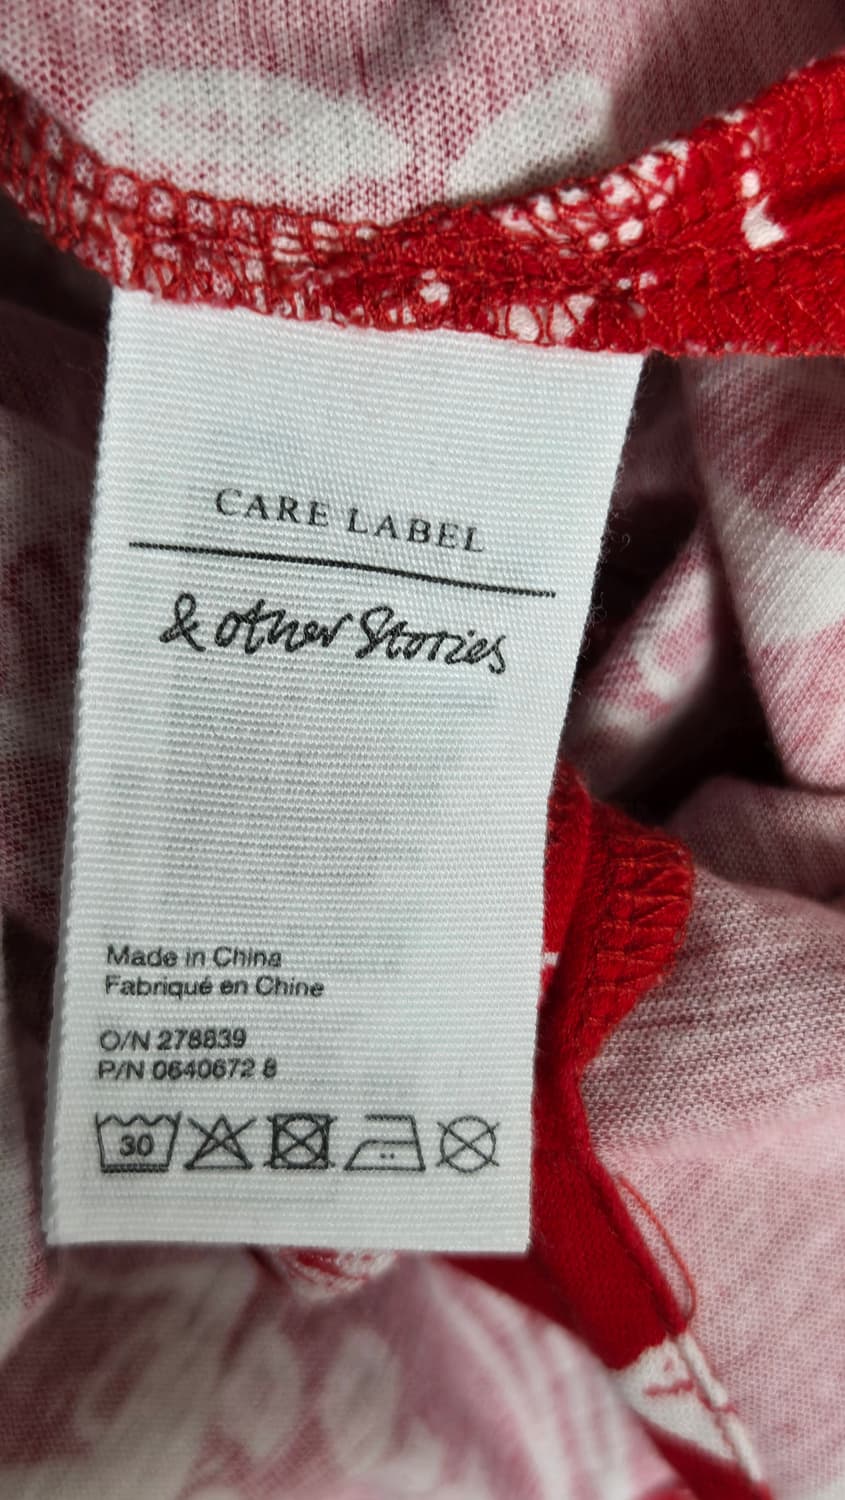 CARE LABEL
& other Stories
Made in China
Fabriqué en Chine
O/N 278839
P/N 0640672 8
30